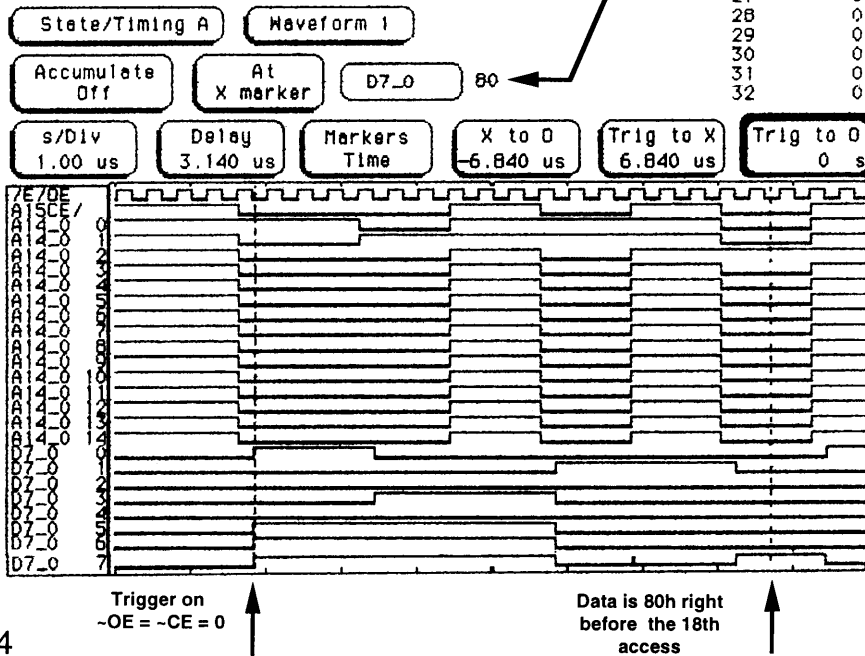 State/Timing A Waveform 1
28 0
29 0
30 0
31 0
32 0
Accumulate Off
At X marker
D7_0 80
s/Div 1.00 us
Delay 3.140 us
Markers Time
X to O -6.840 us
Trig to X 6.840 us
Trig to O 0 s
/E/OE
A15CE/
A14_0 0
A14_0 1
A14_0 2
A14_0 3
A14_0 4
A14_0 5
A14_0 6
A14_0 7
A14_0 8
A14_0 9
A14_0 10
A14_0 11
A14_0 12
A14_0 13
A14_0 14
D7_0 0
D7_0 1
D7_0 2
D7_0 3
D7_0 4
D7_0 5
D7_0 6
D7_0 7
Trigger on
~OE = ~CE = 0
Data is 80h right
before the 18th
access
4